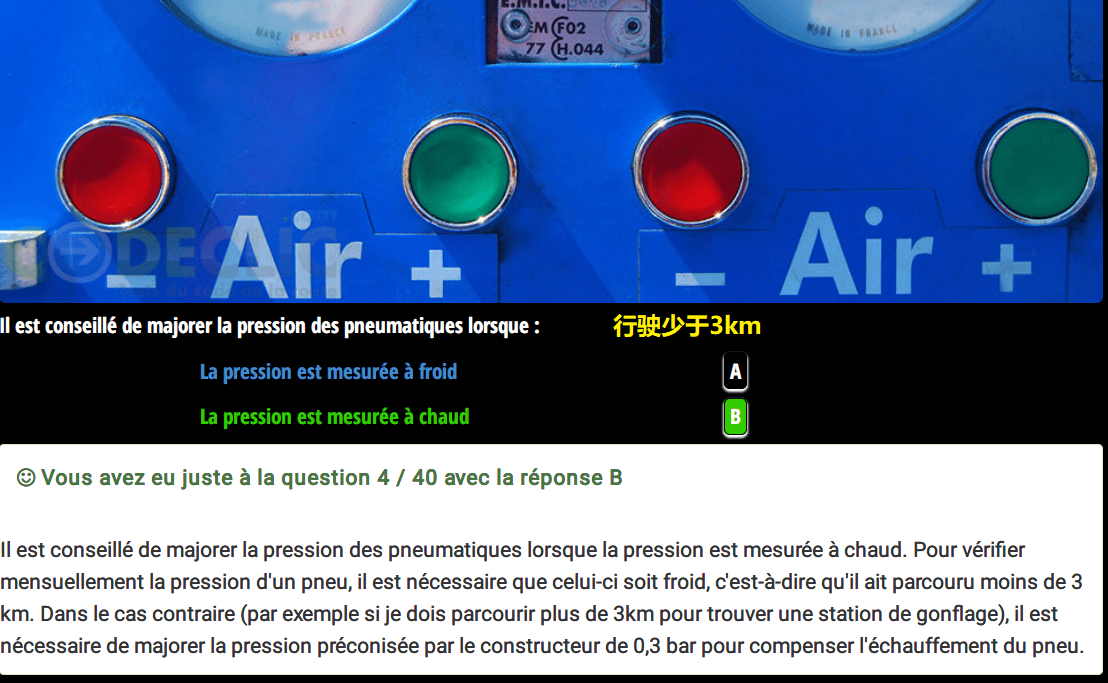 MADE IN FRANCE
E.M.I.C.
MADE IN FRANCE
EM F02
77 H.044
CODECLIC
Air
Air
- +
- +
Il est conseillé de majorer la pression des pneumatiques lorsque :
行驶少于3km
La pression est mesurée à froid
A
La pression est mesurée à chaud
B
Vous avez eu juste à la question 4 / 40 avec la réponse B
Il est conseillé de majorer la pression des pneumatiques lorsque la pression est mesurée à chaud. Pour vérifier
mensuellement la pression d'un pneu, il est nécessaire que celui-ci soit froid, c'est-à-dire qu'il ait parcouru moins de 3
km. Dans le cas contraire (par exemple si je dois parcourir plus de 3km pour trouver une station de gonflage), il est
nécessaire de majorer la pression préconisée par le constructeur de 0,3 bar pour compenser l'échauffement du pneu.